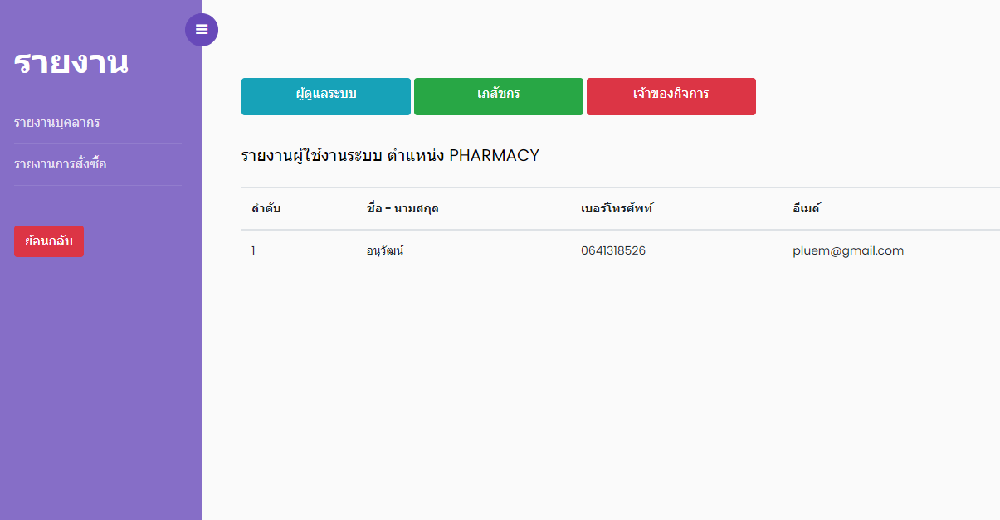 รายงาน
รายงานบุคลากร
รายงานการสั่งซื้อ
ย้อนกลับ
ผู้ดูแลระบบ เภสัชกร เจ้าของกิจการ
รายงานผู้ใช้งานระบบ ตำแหน่ง PHARMACY
ลำดับ ชื่อ - นามสกุล เบอร์โทรศัพท์ อีเมล์
1 อนุวัฒน์ 0641318526 pluem@gmail.com